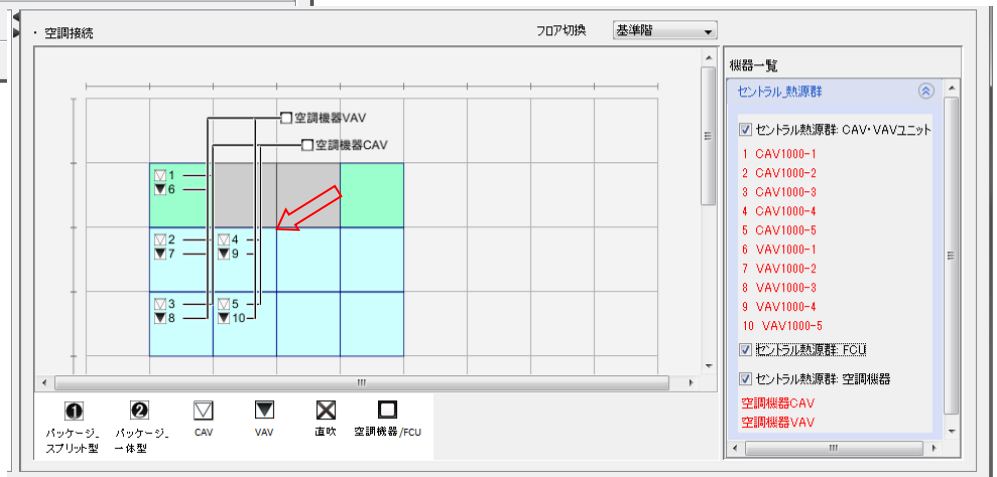 ・ 空調接続
フロア切換
基準階
空調機器VAV
空調機器CAV
1
6
2
7
4
9
3
8
5
10
❶
❷
パッケージ_
スプリット型
パッケージ_
一体型
CAV
VAV
直吹
空調機器/FCU
機器一覧
セントラル_熱源群
セントラル熱源群: CAV・VAVユニット
1 CAV1000-1
2 CAV1000-2
3 CAV1000-3
4 CAV1000-4
5 CAV1000-5
6 VAV1000-1
7 VAV1000-2
8 VAV1000-3
9 VAV1000-4
10 VAV1000-5
セントラル熱源群: FCU
セントラル熱源群: 空調機器
空調機器CAV
空調機器VAV